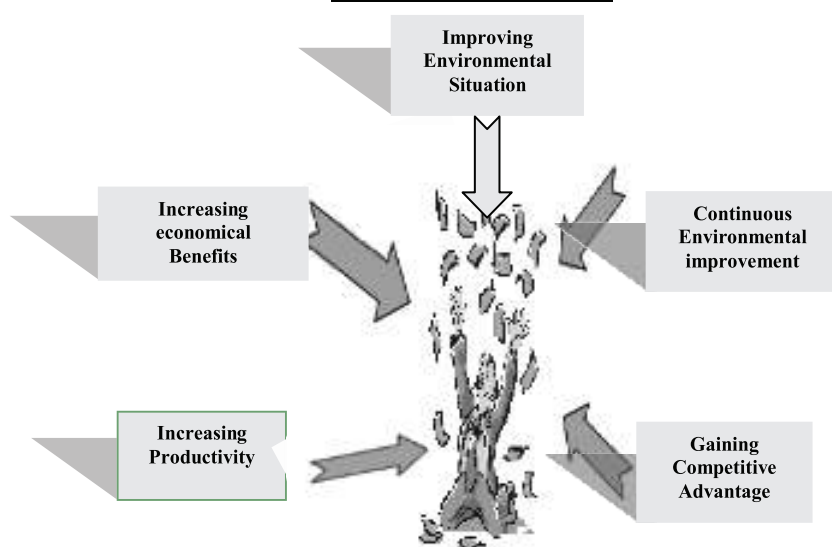 Improving
Environmental
Situation
Increasing
economical
Benefits
Continuous
Environmental
improvement
Increasing
Productivity
Gaining
Competitive
Advantage